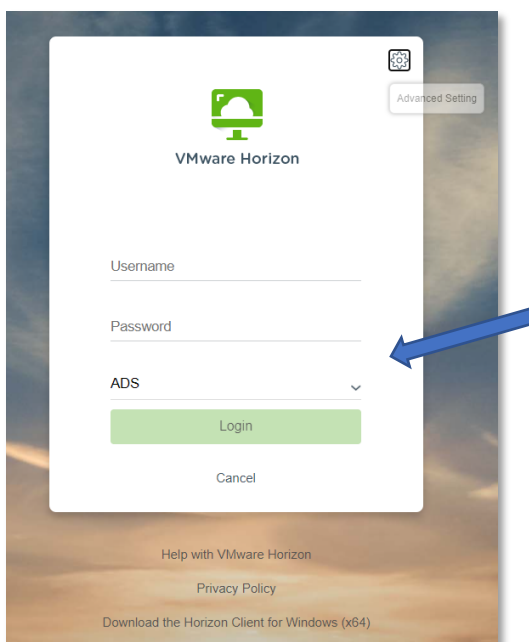 Advanced Setting
VMware Horizon
Username
Password
ADS
Login
Cancel
Help with VMware Horizon
Privacy Policy
Download the Horizon Client for Windows (x64)